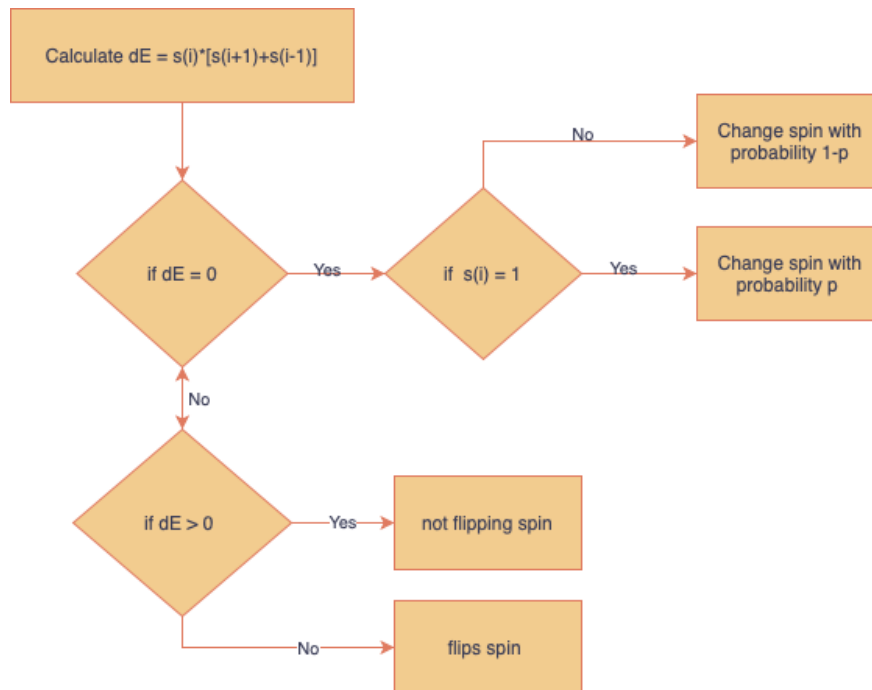 Calculate dE = s(i)*[s(i+1)+s(i-1)]
No
Change spin with
probability 1-p
if dE = 0
Yes
if  s(i) = 1
Yes
Change spin with
probability p
No
if dE > 0
Yes
not flipping spin
No
flips spin